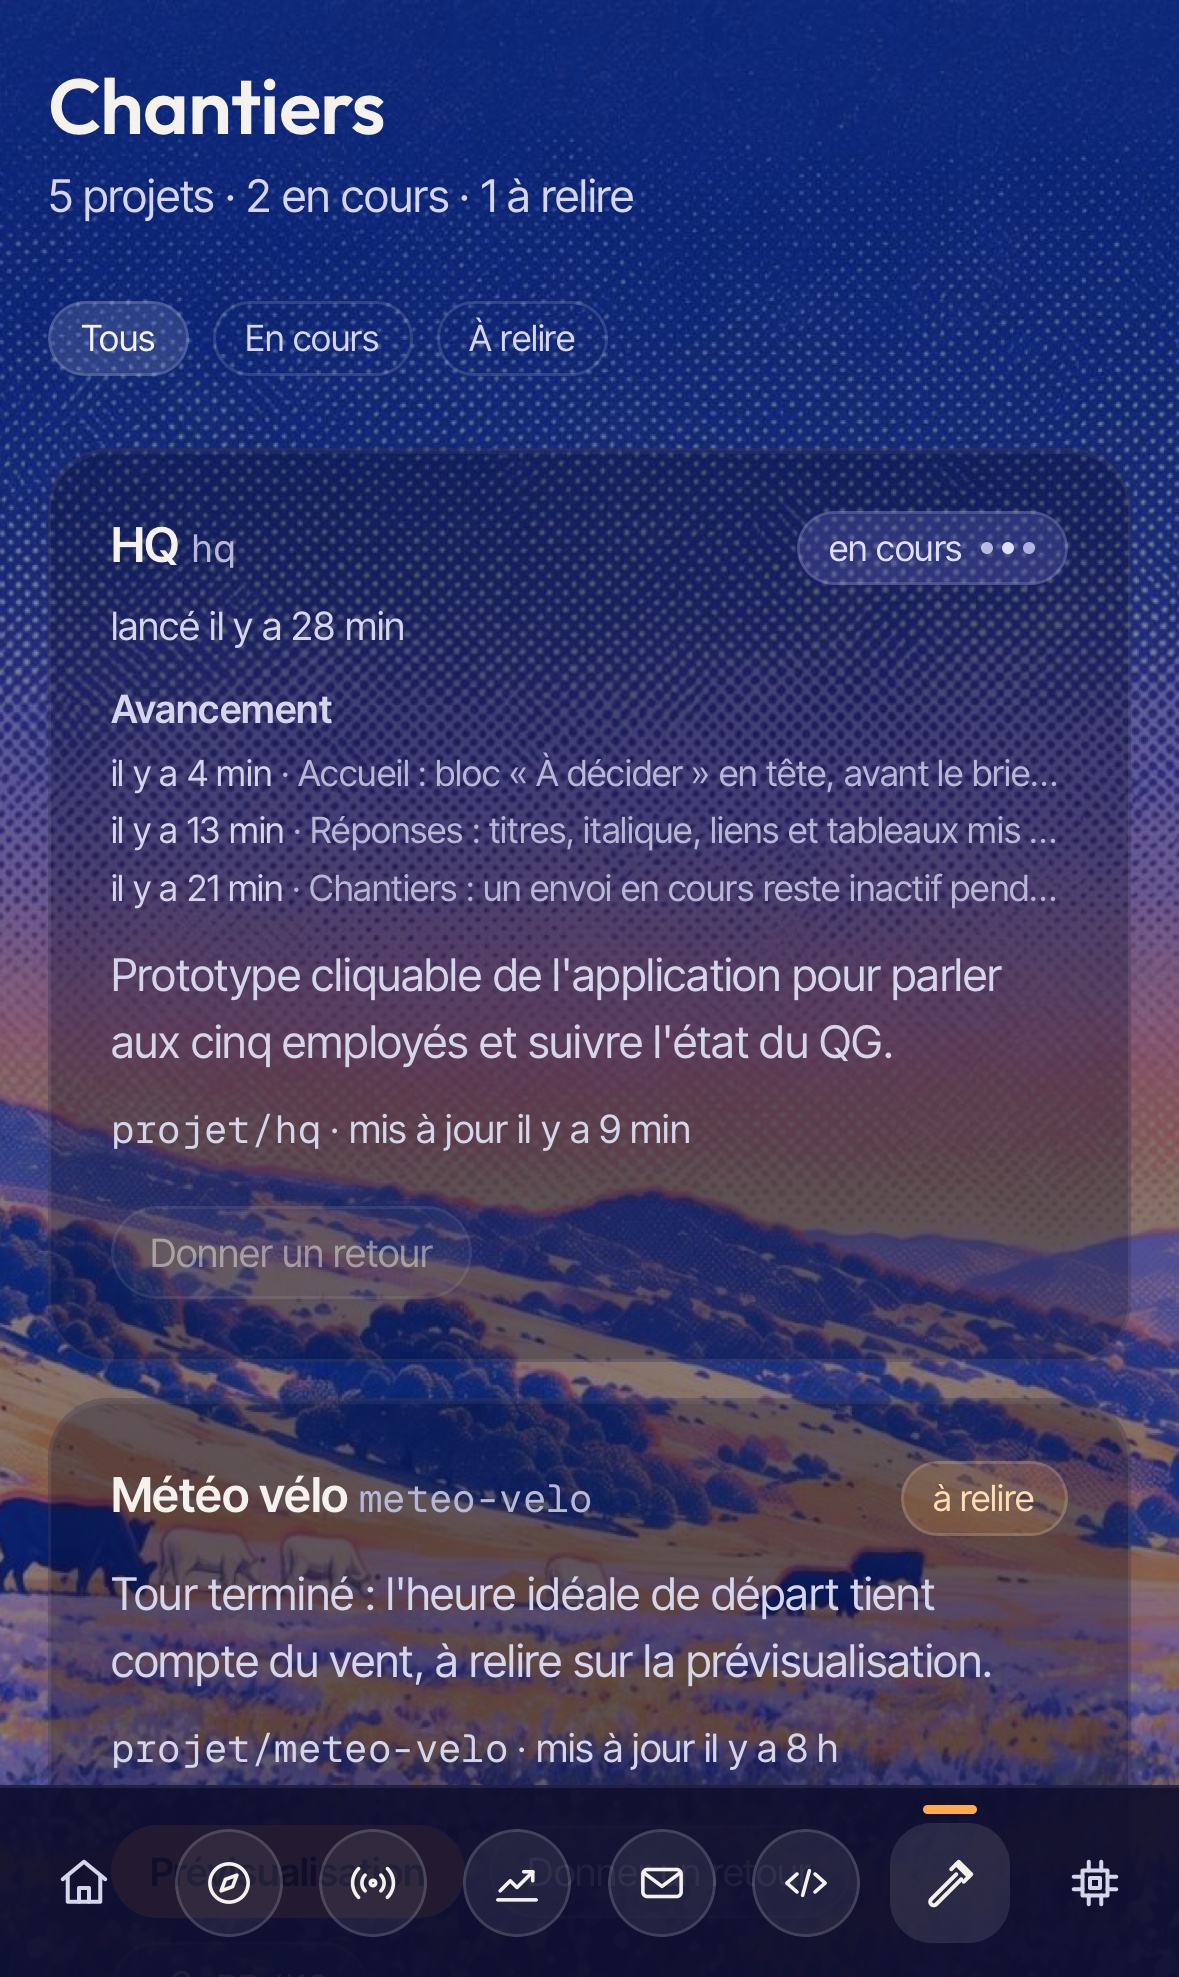 Chantiers
5 projets · 2 en cours · 1 à relire
Tous
En cours
À relire
HQ hq
en cours
lancé il y a 28 min
Avancement
il y a 4 min · Accueil : bloc « À décider » en tête, avant le brie...
il y a 13 min · Réponses : titres, italique, liens et tableaux mis ...
il y a 21 min · Chantiers : un envoi en cours reste inactif pend...
Prototype cliquable de l'application pour parler
aux cinq employés et suivre l'état du QG.
projet/hq · mis à jour il y a 9 min
Donner un retour
Météo vélo meteo-velo
à relire
Tour terminé : l'heure idéale de départ tient
compte du vent, à relire sur la prévisualisation.
projet/meteo-velo · mis à jour il y a 8 h
Prévisualisation
Donner un retour